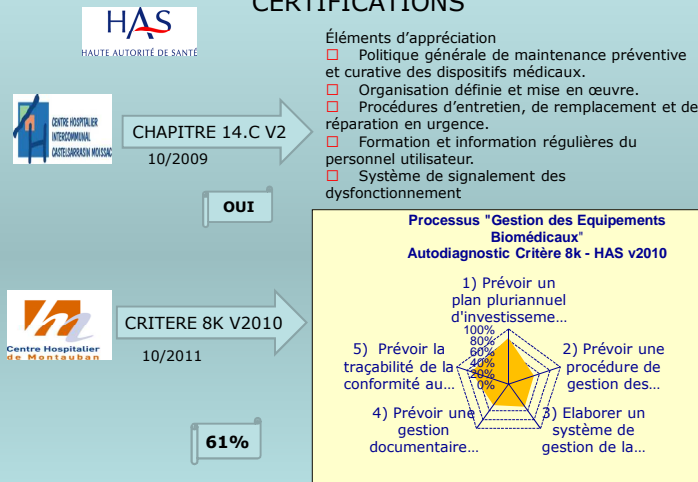 CERTIFICATIONS
HAS
HAUTE AUTORITÉ DE SANTÉ
Éléments d'appréciation
□ Politique générale de maintenance préventive
et curative des dispositifs médicaux.
□ Organisation définie et mise en œuvre.
□ Procédures d'entretien, de remplacement et de
réparation en urgence.
□ Formation et information régulières du
personnel utilisateur.
□ Système de signalement des
dysfonctionnement
CENTRE HOSPITALIER
INTERCOMMUNAL
CASTELSARRASIN MOISSAC
CHAPITRE 14.C V2
10/2009
OUI
Processus "Gestion des Equipements
Biomédicaux"
Autodiagnostic Critère 8k - HAS v2010
1) Prévoir un
plan pluriannuel
d'investisseme…
100%
80%
60%
40%
20%
0%
2) Prévoir une
procédure de
gestion des…
3) Elaborer un
système de
gestion de la…
4) Prévoir une
gestion
documentaire…
5) Prévoir la
traçabilité de la
conformité au…
Centre Hospitalier
de Montauban
CRITERE 8K V2010
10/2011
61%